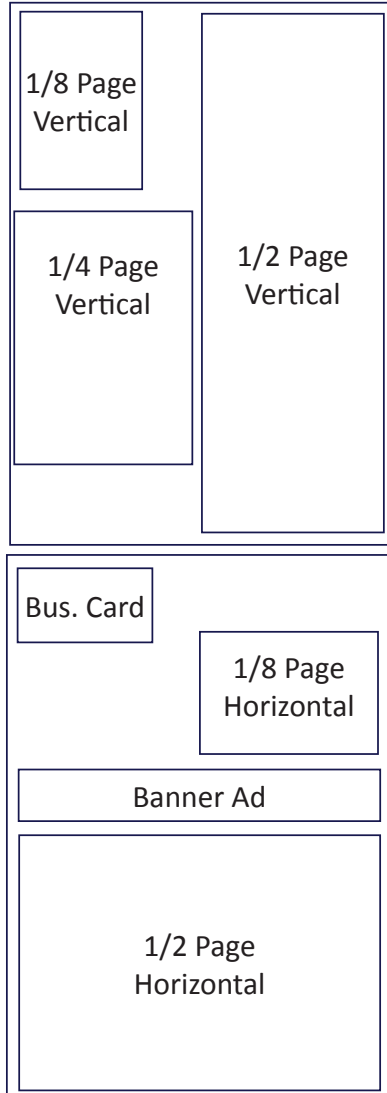 1/8 Page
Vertical
1/4 Page
Vertical
1/2 Page
Vertical
Bus. Card
1/8 Page
Horizontal
Banner Ad
1/2 Page
Horizontal